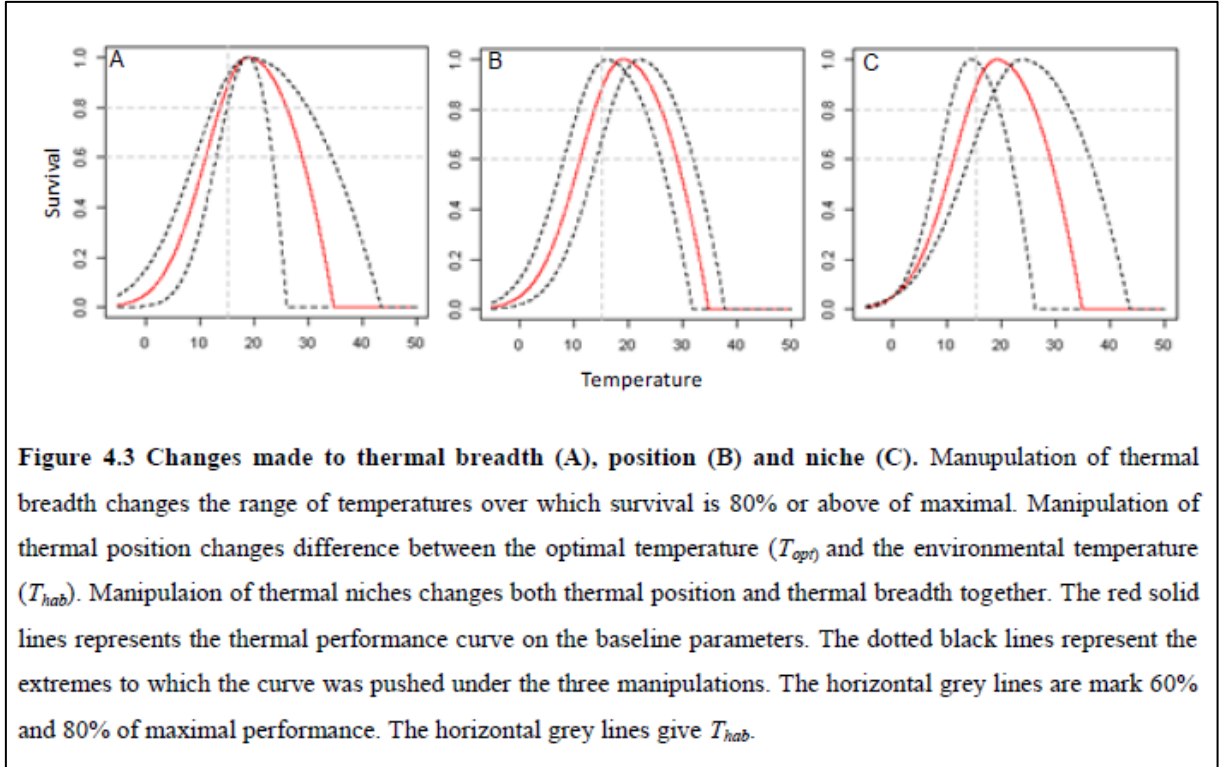 A
B
C
Survival
1.0
0.8
0.6
0.4
0.2
0.0
0 10 20 30 40 50
1.0
0.8
0.6
0.4
0.2
0.0
0 10 20 30 40 50
1.0
0.8
0.6
0.4
0.2
0.0
0 10 20 30 40 50
Temperature
Figure 4.3 Changes made to thermal breadth (A), position (B) and niche (C). Manupulation of thermal
breadth changes the range of temperatures over which survival is 80% or above of maximal. Manipulation of
thermal position changes difference between the optimal temperature (Topt) and the environmental temperature
(Thab). Manipulaion of thermal niches changes both thermal position and thermal breadth together. The red solid
lines represents the thermal performance curve on the baseline parameters. The dotted black lines represent the
extremes to which the curve was pushed under the three manipulations. The horizontal grey lines are mark 60%
and 80% of maximal performance. The horizontal grey lines give Thab.